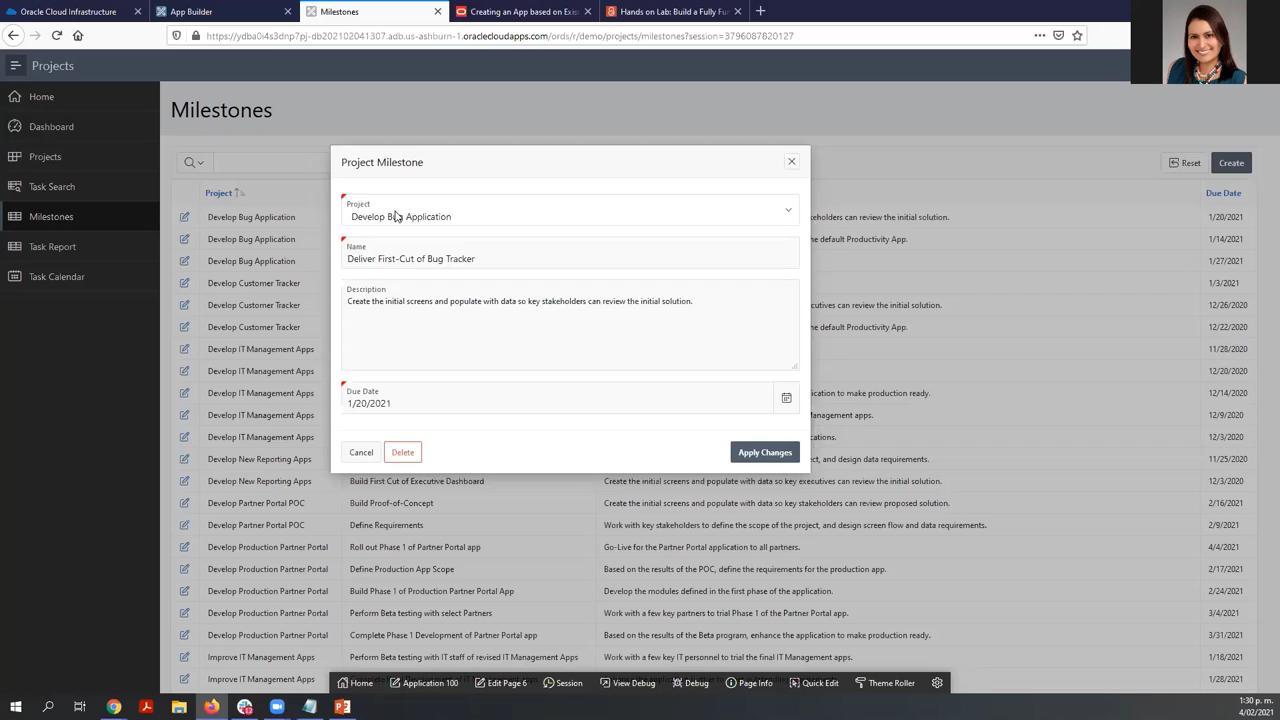 Oracle Cloud Infrastructure
App Builder
Milestones
Creating an App based on Exis
Hands on Lab: Build a Fully Fun
https://ydba0i4s3dnp7pj-db202102041307.adb.us-ashburn-1.oraclecloudapps.com/ords/r/demo/projects/milestones?session=3796087820127
Projects
Home
Dashboard
Projects
Task Search
Milestones
Task Report
Task Calendar
Milestones
Reset
Create
Project Milestone
Project
Develop Bug Application
Name
Deliver First-Cut of Bug Tracker
Description
Create the initial screens and populate with data so key stakeholders can review the initial solution.
Due Date
1/20/2021
Cancel
Delete
Apply Changes
Project
Due Date
Develop Bug Application keholders can review the initial solution. 1/20/2021
Develop Bug Application he default Productivity App. 1/14/2021
Develop Bug Application 1/27/2021
Develop Customer Tracker 1/3/2021
Develop Customer Tracker ecutives can review the initial solution. 12/26/2020
Develop Customer Tracker he default Productivity App. 12/22/2020
Develop IT Management Apps 11/28/2020
Develop IT Management Apps 12/20/2020
Develop IT Management Apps lication to make production ready. 12/14/2020
Develop IT Management Apps anagement apps. 12/9/2020
Develop IT Management Apps cations. 12/3/2020
Develop New Reporting Apps ct, and design data requirements. 11/25/2020
Develop New Reporting Apps Build First Cut of Executive Dashboard Create the initial screens and populate with data so key executives can review the initial solution. 12/3/2020
Develop Partner Portal POC Build Proof-of-Concept Create the initial screens and populate with data so key stakeholders can review proposed solution. 2/16/2021
Develop Partner Portal POC Define Requirements Work with key stakeholders to define the scope of the project, and design screen flow and data requirements. 2/9/2021
Develop Production Partner Portal Roll out Phase 1 of Partner Portal app Go-Live for the Partner Portal application to all partners. 4/4/2021
Develop Production Partner Portal Define Production App Scope Based on the results of the POC, define the requirements for the production app. 2/17/2021
Develop Production Partner Portal Build Phase 1 of Production Partner Portal App Develop the modules defined in the first phase of the application. 2/24/2021
Develop Production Partner Portal Perform Beta testing with select Partners Work with a few key partners to trial Phase 1 of the Partner Portal app. 3/4/2021
Develop Production Partner Portal Complete Phase 1 Development of Partner Portal app Based on the results of the Beta program, enhance the application to make production ready. 3/31/2021
Improve IT Management Apps Perform Beta testing with IT staff of revised IT Management Apps Work with a few key IT personnel to trial the final IT Management apps. 1/18/2021
Improve IT Management Apps 1/28/2021
Home Application 100 Edit Page 6 Session View Debug Debug Page Info Quick Edit Theme Roller
1:30 p. m.
4/02/2021